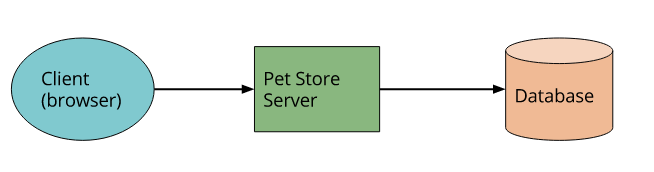 Client
(browser)
Pet Store
Server
Database